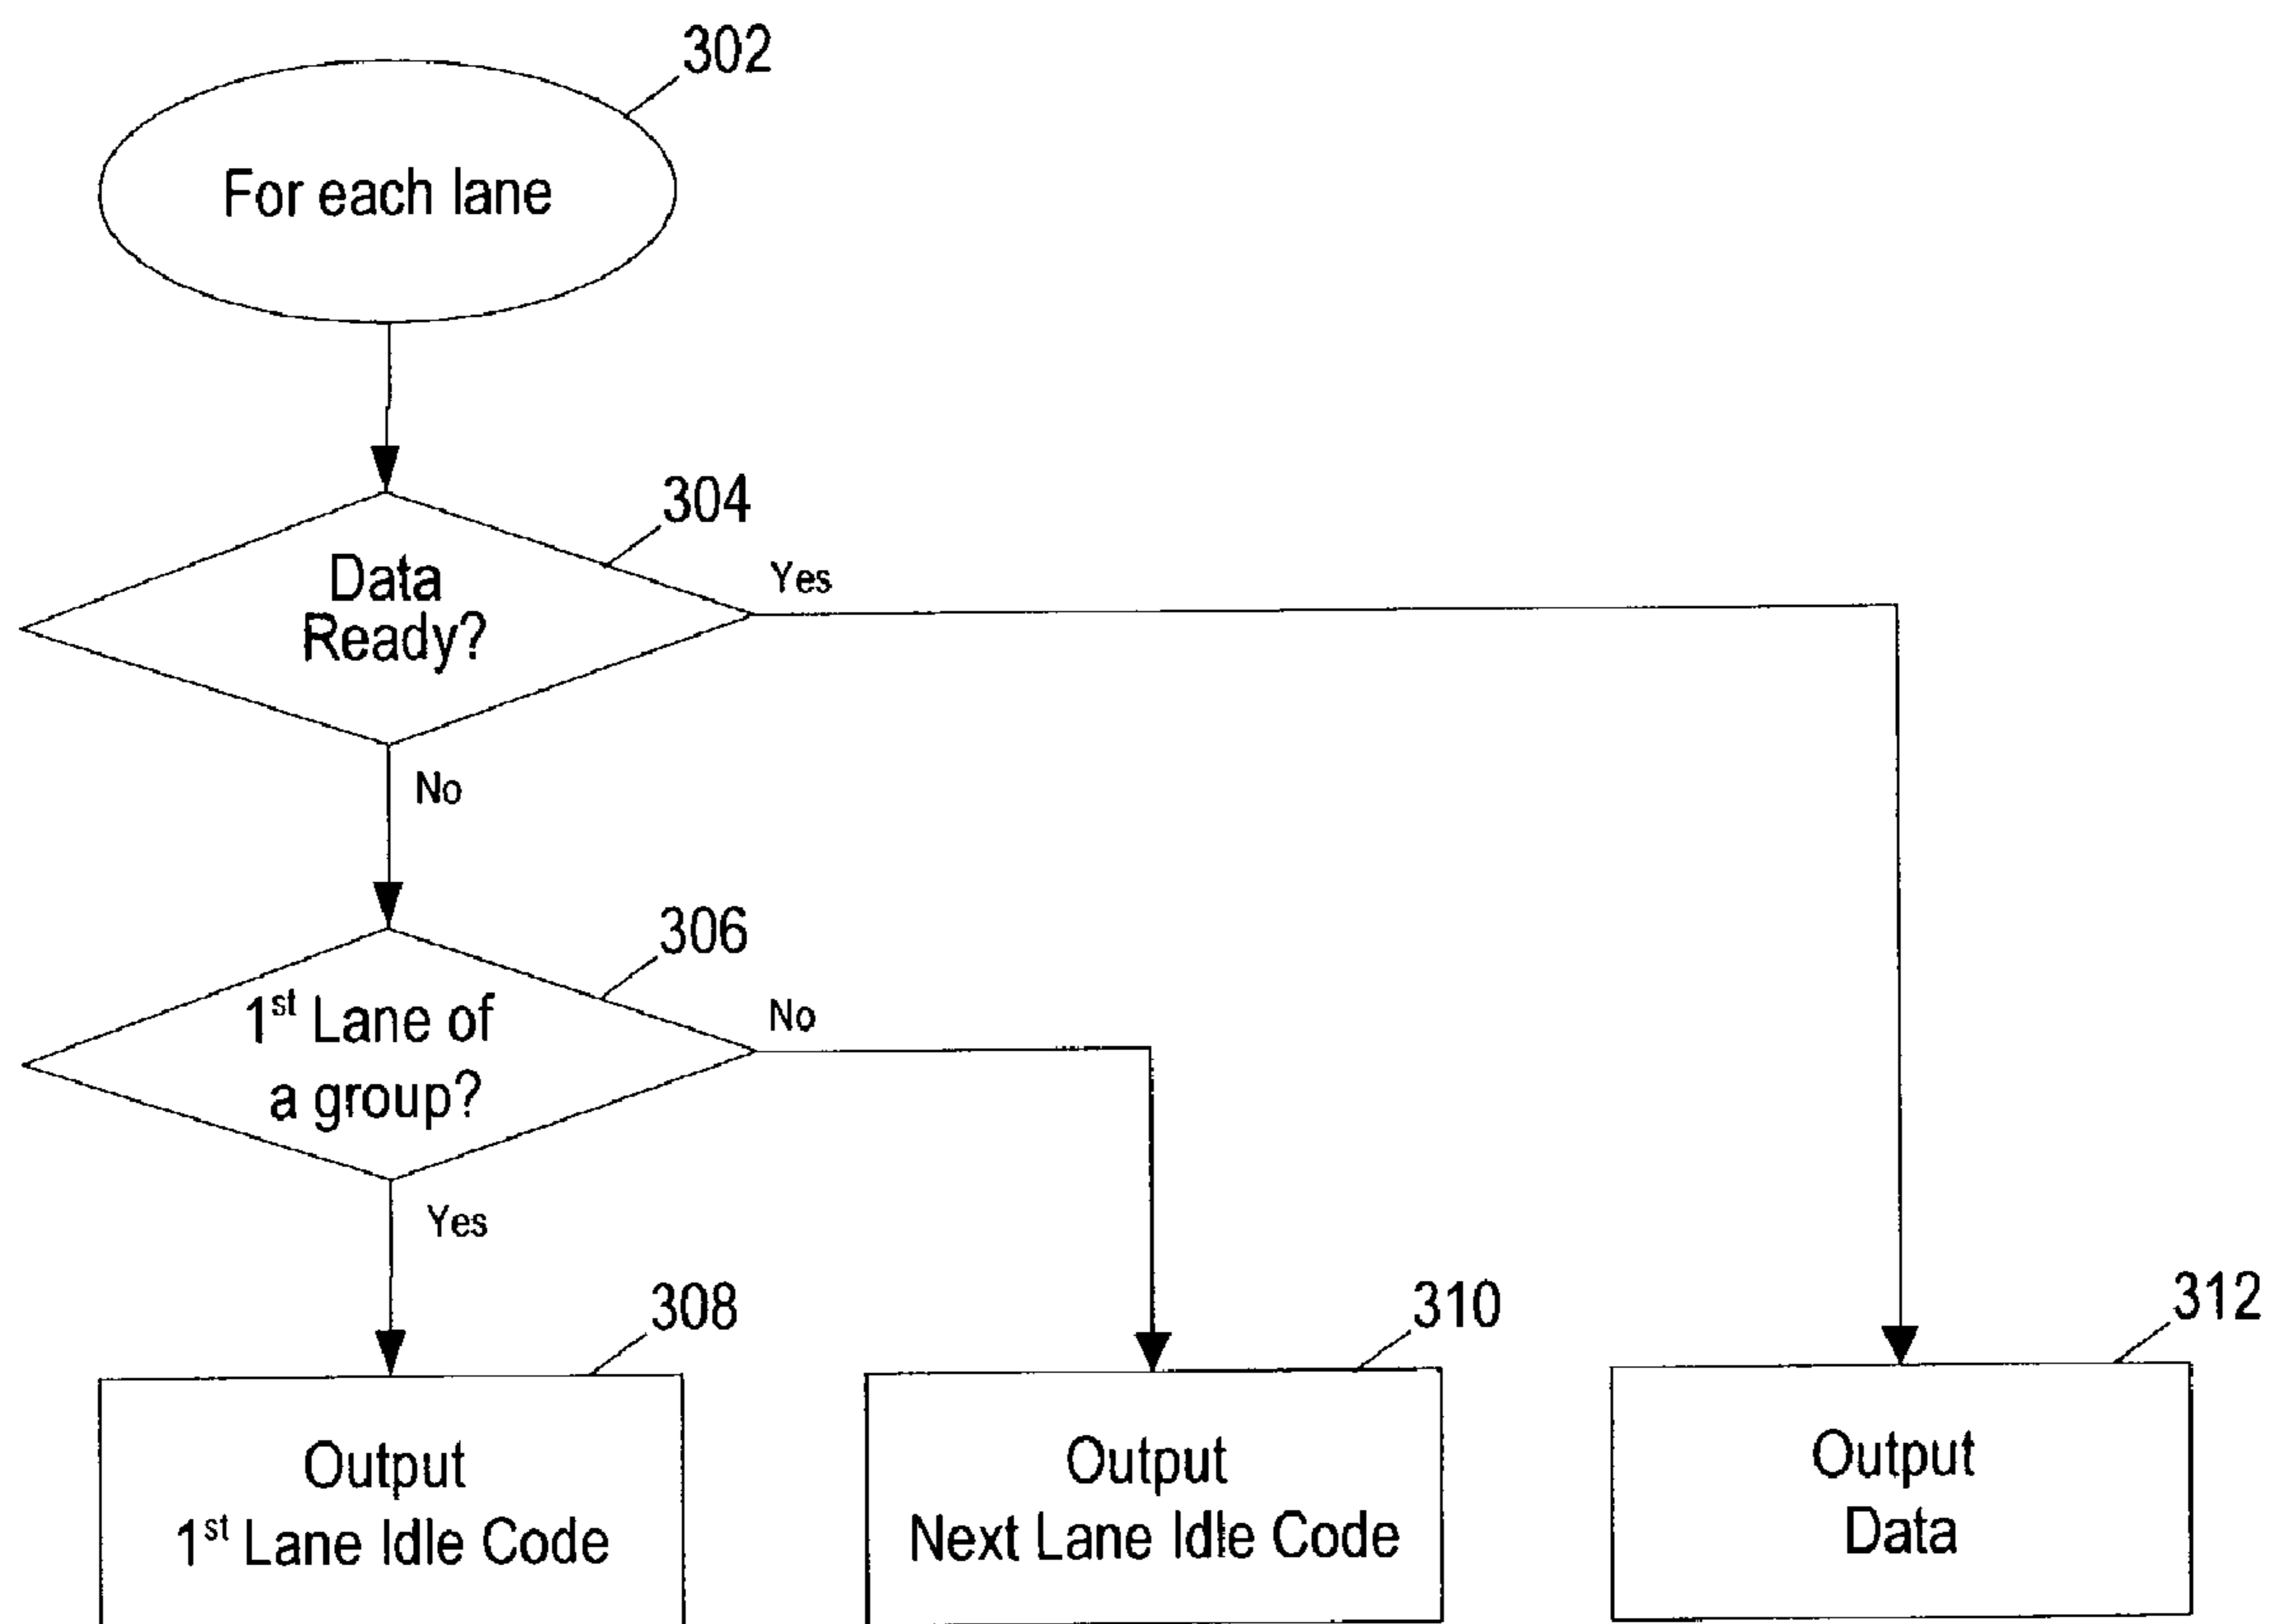 302
For each lane
304
Data
Ready?
Yes
No
306
1st Lane of
a group?
No
Yes
308
310
312
Output
1st Lane Idle Code
Output
Next Lane Idle Code
Output
Data